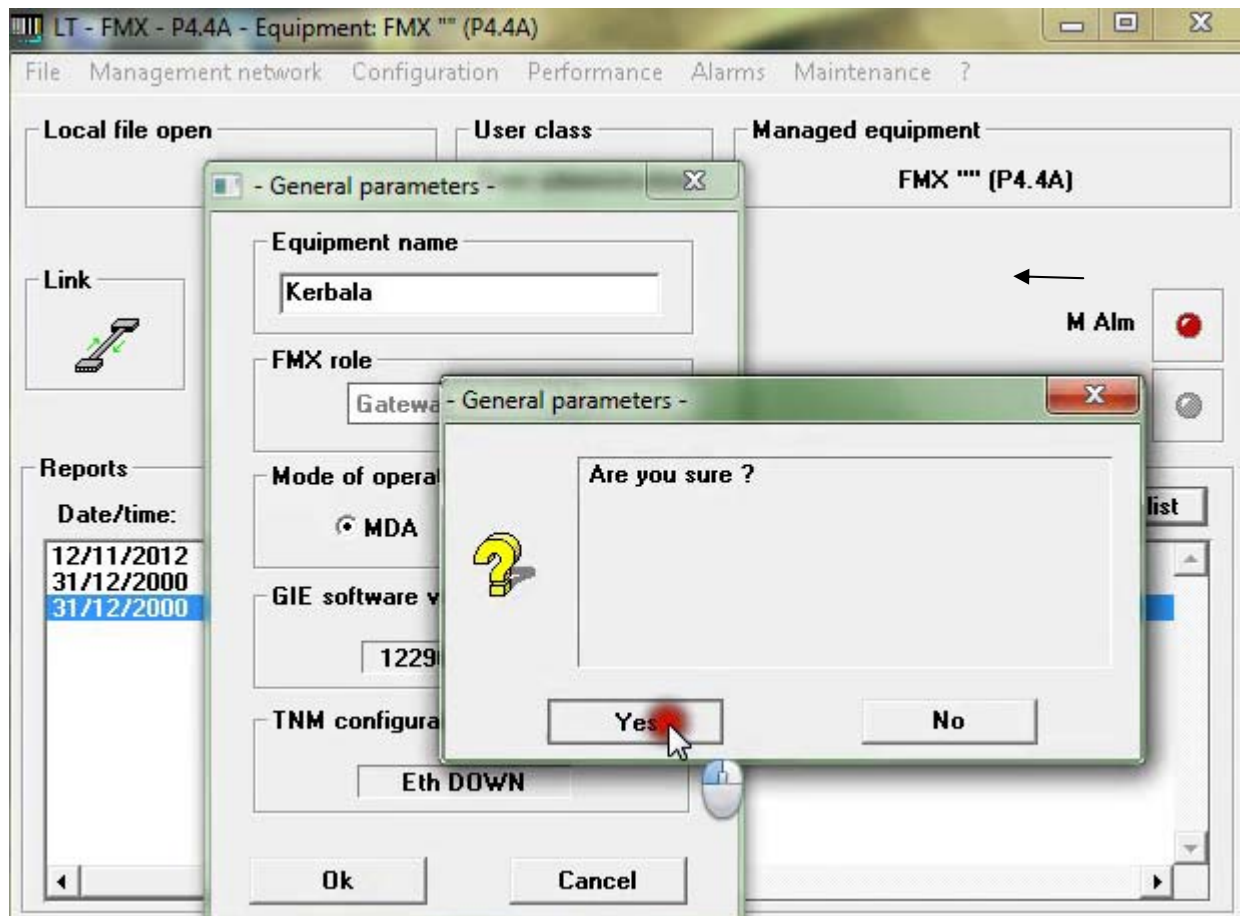 LT - FMX - P4.4A - Equipment: FMX "" (P4.4A)
File Management network Configuration Performance Alarms Maintenance ?
Local file open
User class
Managed equipment
FMX "" (P4.4A)
- General parameters -
Equipment name
Kerbala
Link
M Alm
FMX role
Gatewa
- General parameters -
Are you sure ?
Yes
No
Reports
Date/time:
list
12/11/2012
31/12/2000
31/12/2000
Mode of opera
MDA
GIE software v
1229
TNM configura
Eth DOWN
Ok
Cancel